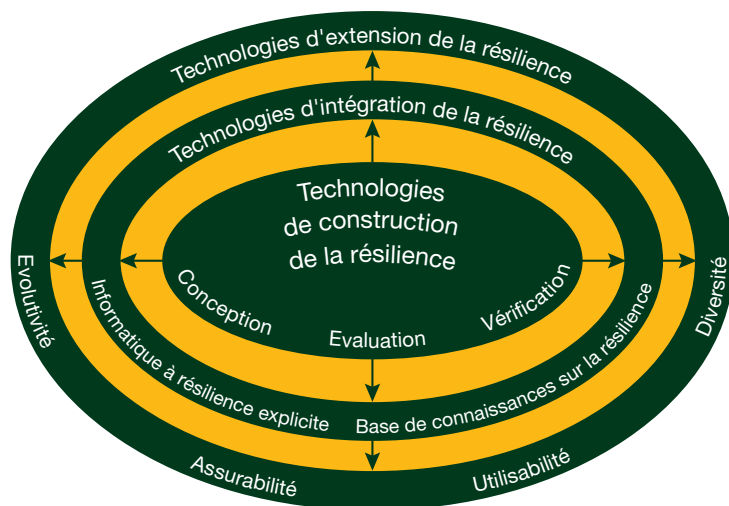 Technologies d'extension de la résilience
Technologies d'intégration de la résilience
Technologies
de construction
de la résilience
Conception
Evaluation
Vérification
Informatique à résilience explicite
Base de connaissances sur la résilience
Evolutivité
Assurabilité
Utilisabilité
Diversité